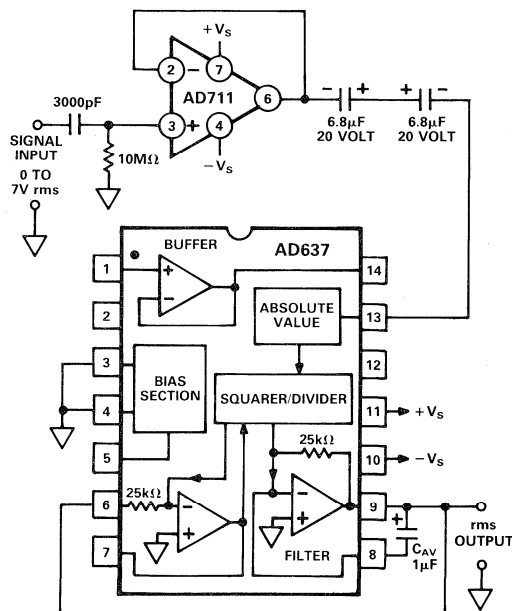 +VS
2 − 7
AD711 6
3 + 4
−VS
3000pF
SIGNAL
INPUT
0 TO
7V rms
10MΩ
− + + −
6.8μF 6.8μF
20 VOLT 20 VOLT
BUFFER AD637
1 + 14
−
2 ABSOLUTE
VALUE 13
3 12
BIAS
SECTION
SQUARER/DIVIDER
4 11 +VS
5 25kΩ 10 −VS
6 25kΩ − − 9
+ + +
rms
OUTPUT
7 FILTER 8
CAV
1μF